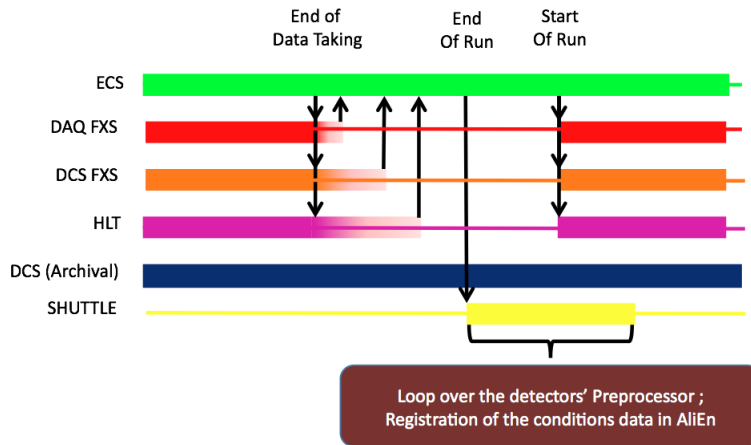 End of
Data Taking
End
Of Run
Start
Of Run
ECS
DAQ FXS
DCS FXS
HLT
DCS (Archival)
SHUTTLE
Loop over the detectors’ Preprocessor ;
Registration of the conditions data in AliEn